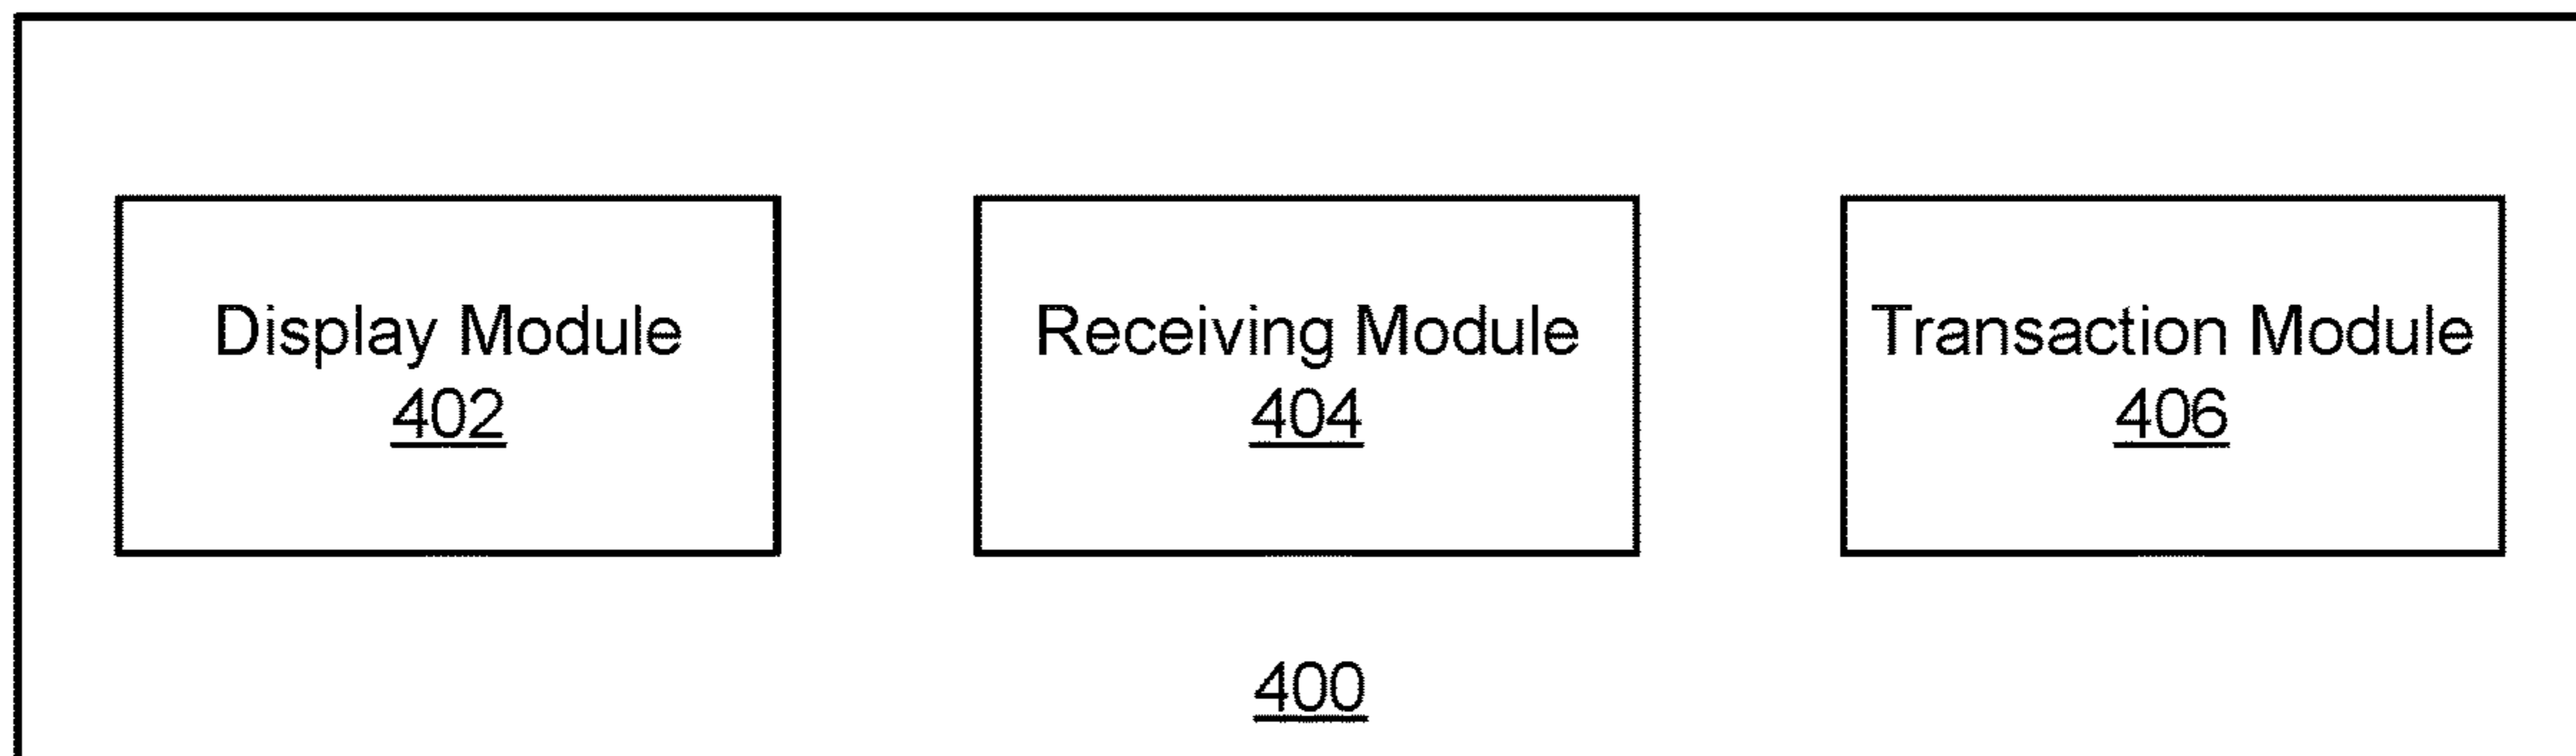 Display Module
402
Receiving Module
404
Transaction Module
406
400